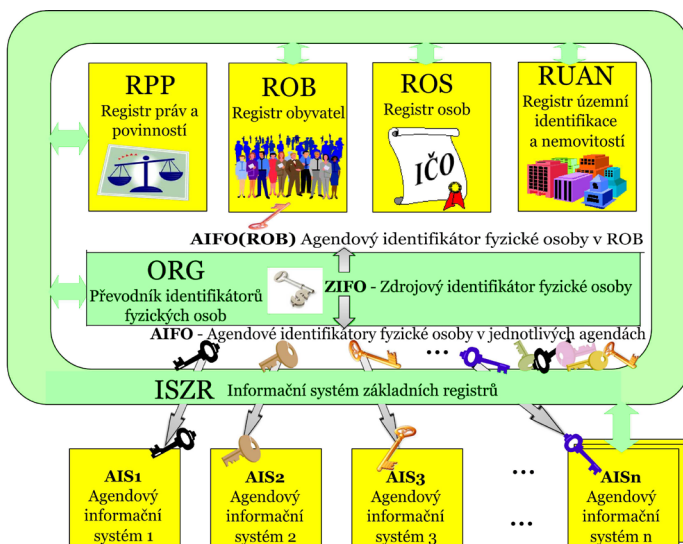 RPP
Registr práv a
povinností
ROB
Registr obyvatel
ROS
Registr osob
IČO
RUAN
Registr územní
identifikace
a nemovitostí
AIFO(ROB) Agendový identifikátor fyzické osoby v ROB
ORG
Převodník identifikátorů
fyzických osob
ZIFO - Zdrojový identifikátor fyzické osoby
AIFO - Agendové identifikátory fyzické osoby v jednotlivých agendách
...
ISZR Informační systém základních registrů
AIS1
Agendový
informační
systém 1
AIS2
Agendový
informační
systém 2
AIS3
Agendový
informační
systém 3
...
...
AISn
Agendový
informační
systém n